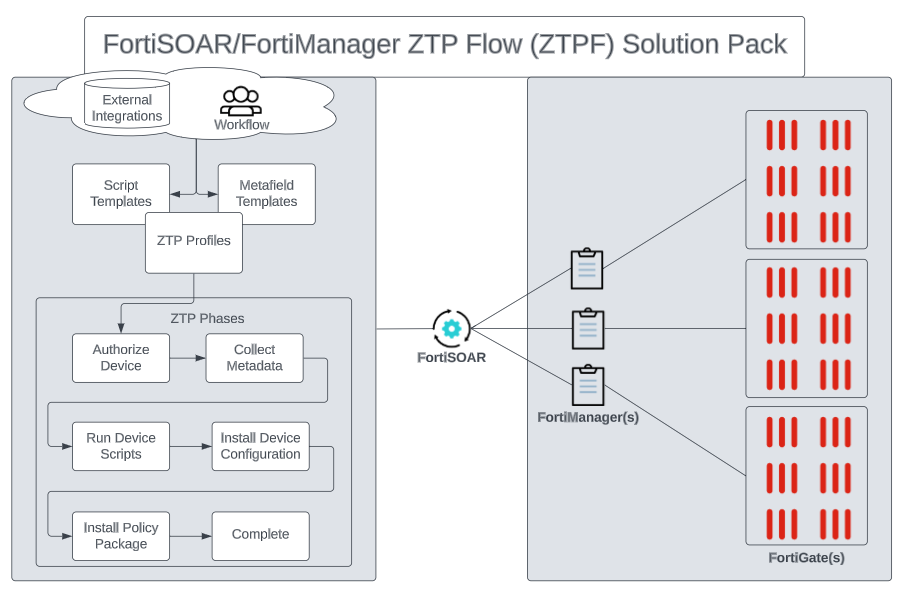 FortiSOAR/FortiManager ZTP Flow (ZTPF) Solution Pack
External
Integrations
Workflow
Script
Templates
Metafield
Templates
ZTP Profiles
ZTP Phases
Authorize
Device
Collect
Metadata
Run Device
Scripts
Install Device
Configuration
Install Policy
Package
Complete
FortiSOAR
FortiManager(s)
FortiGate(s)